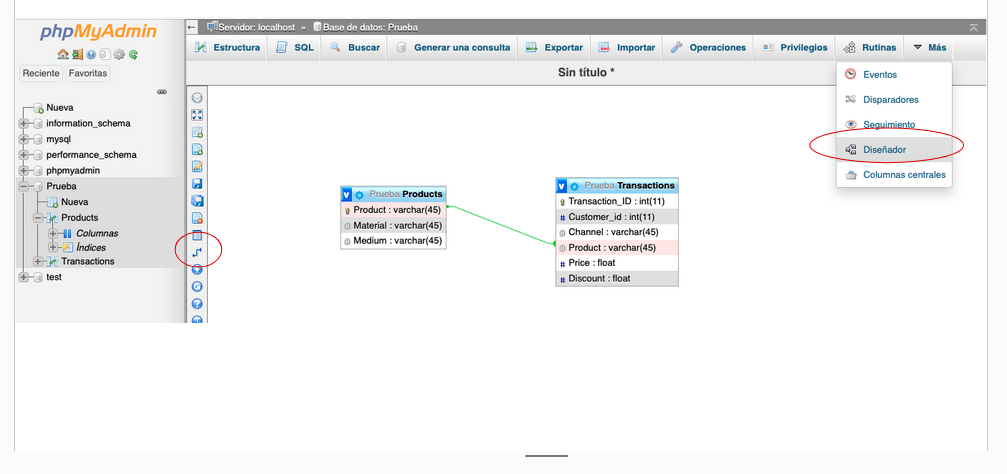 phpMyAdmin
Reciente Favoritas
Nueva
information_schema
mysql
performance_schema
phpmyadmin
Prueba
Nueva
Products
Columnas
Índices
Transactions
test
Servidor: localhost » Base de datos: Prueba
Estructura SQL Buscar Generar una consulta Exportar Importar Operaciones Privilegios Rutinas Más
Sin título *
Eventos
Disparadores
Seguimiento
Diseñador
Columnas centrales
V Prueba Products
Product : varchar(45)
Material : varchar(45)
Medium : varchar(45)
V Prueba Transactions
Transaction_ID : int(11)
# Customer_id : int(11)
Channel : varchar(45)
Product : varchar(45)
# Price : float
# Discount : float